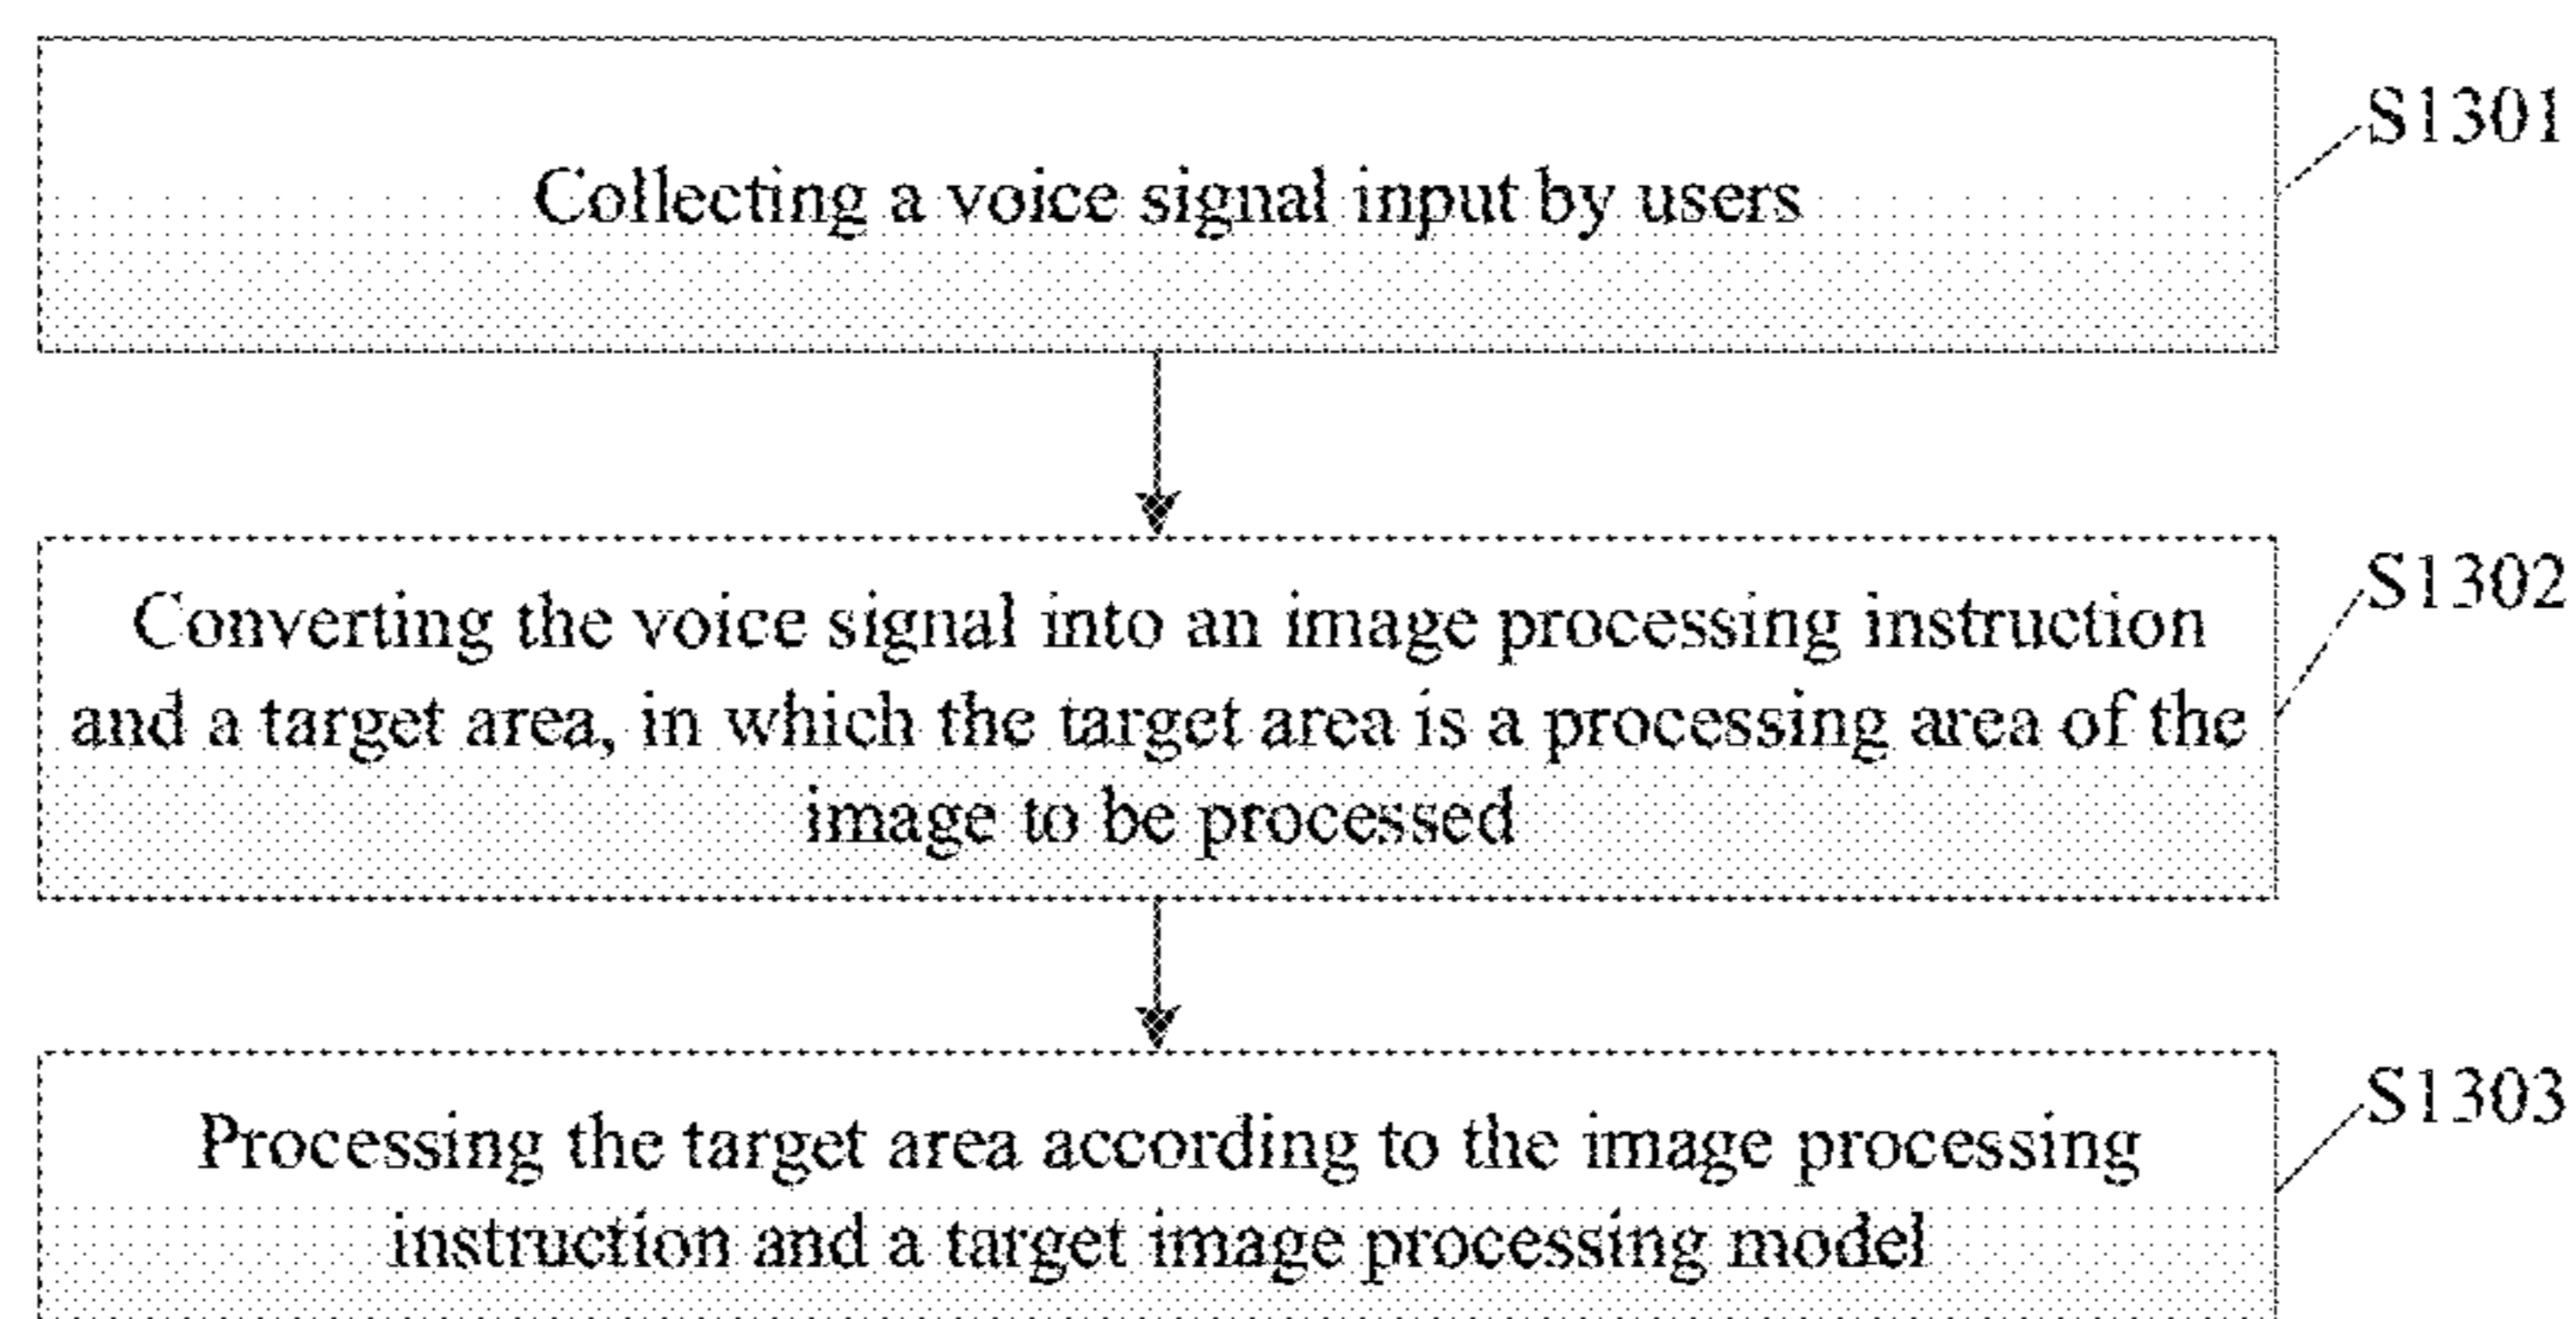 Collecting a voice signal input by users
S1301
Converting the voice signal into an image processing instruction
and a target area, in which the target area is a processing area of the
image to be processed
S1302
Processing the target area according to the image processing
instruction and a target image processing model
S1303